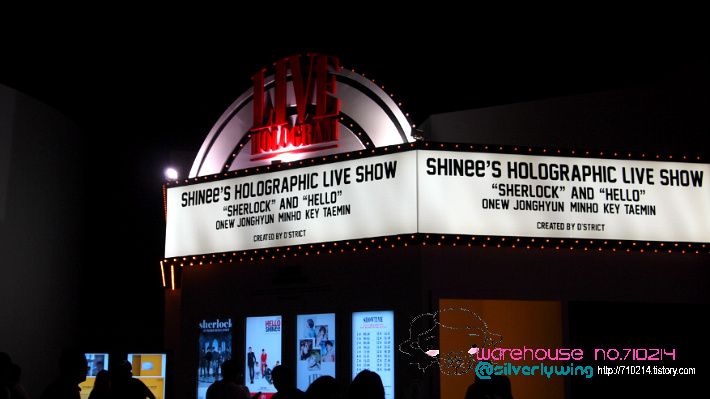 LIVE
HOLOGRAM
SHINee'S HOLOGRAPHIC LIVE SHOW
"SHERLOCK" AND "HELLO"
ONEW JONGHYUN MINHO KEY TAEMIN
CREATED BY D'STRICT
SHINee'S HOLOGRAPHIC LIVE SHOW
"SHERLOCK" AND "HELLO"
ONEW JONGHYUN MINHO KEY TAEMIN
CREATED BY D'STRICT
sherlock
HELLO
SHINee
SHOWTIME
warehouse no.710214
@silverlywing http://710214.tistory.com